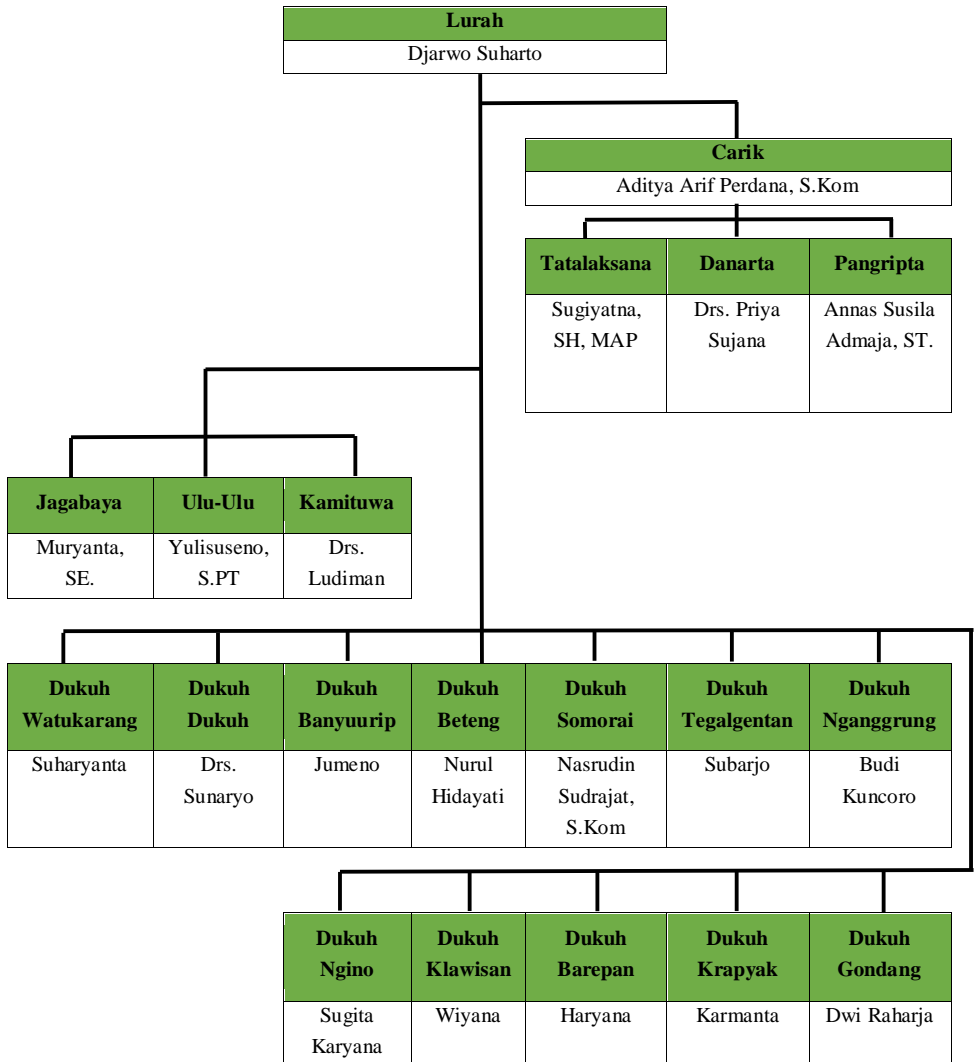 Lurah
Djarwo Suharto
Carik
Aditya Arif Perdana, S.Kom
Tatalaksana
Danarta
Pangripta
Sugiyatna,
SH, MAP
Drs. Priya
Sujana
Annas Susila
Admaja, ST.
Jagabaya
Ulu-Ulu
Kamituwa
Muryanta,
SE.
Yulisuseno,
S.PT
Drs.
Ludiman
Dukuh
Watukarang
Dukuh
Dukuh
Dukuh
Banyuurip
Dukuh
Beteng
Dukuh
Somorai
Dukuh
Tegalgentan
Dukuh
Nganggrung
Suharyanta
Drs.
Sunaryo
Jumeno
Nurul
Hidayati
Nasrudin
Sudrajat,
S.Kom
Subarjo
Budi
Kuncoro
Dukuh
Ngino
Dukuh
Klawisan
Dukuh
Barepan
Dukuh
Krapyak
Dukuh
Gondang
Sugita
Karyana
Wiyana
Haryana
Karmanta
Dwi Raharja